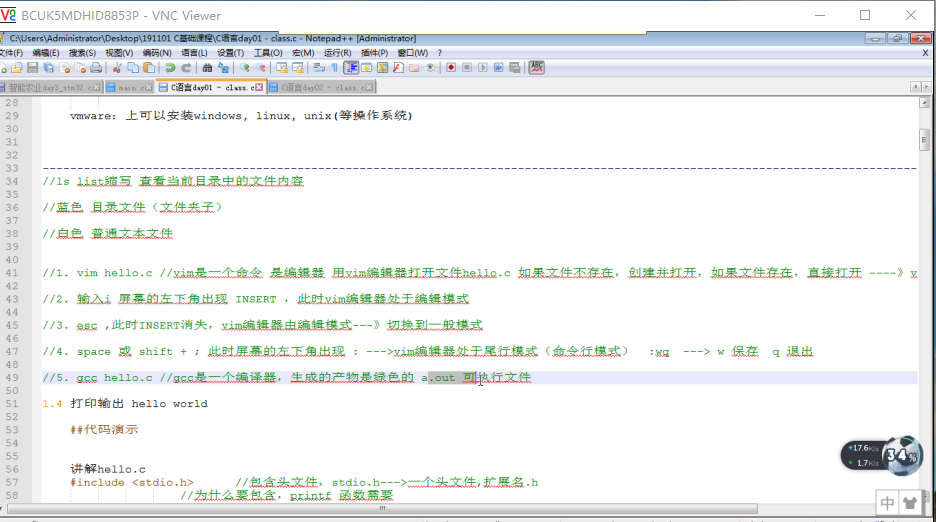 BCUK5MDHID8853P - VNC Viewer
C:\Users\Administrator\Desktop\191101 C基础课程\C语言day01 - class.c - Notepad++ [Administrator]
文件(F) 编辑(E) 搜索(S) 视图(V) 编码(N) 语言(L) 设置(T) 工具(O) 宏(M) 运行(R) 插件(P) 窗口(W) ? X
智能农业day3_stm32.c main.c C语言day01 - class.c C语言day02 - class.c
28
29 vmware: 上可以安装windows, linux, unix(等操作系统)
30
31
32
33 ----------------------------------------------------------------------
34 //ls list缩写 查看当前目录中的文件内容
35
36 //蓝色 目录文件（文件夹子）
37
38 //白色 普通文本文件
39
40
41 //1. vim hello.c //vim是一个命令 是编辑器 用vim编辑器打开文件hello.c 如果文件不存在，创建并打开，如果文件存在，直接打开 ----》v
42
43 //2. 输入i 屏幕的左下角出现 INSERT ，此时vim编辑器处于编辑模式
44
45 //3. esc ,此时INSERT消失，vim编辑器由编辑模式---》切换到一般模式
46
47 //4. space 或 shift + ; 此时屏幕的左下角出现 : --->vim编辑器处于尾行模式（命令行模式） :wq ---> w 保存 q 退出
48
49 //5. gcc hello.c //gcc是一个编译器，生成的产物是绿色的 a.out 可执行文件
50
51 1.4 打印输出 hello world
52
53 ##代码演示
54
55
56 讲解hello.c
57 #include <stdio.h> //包含头文件，stdio.h--->一个头文件,扩展名.h
58 //为什么要包含，printf 函数需要
+17.6K/s
1.7K/s
34%
中